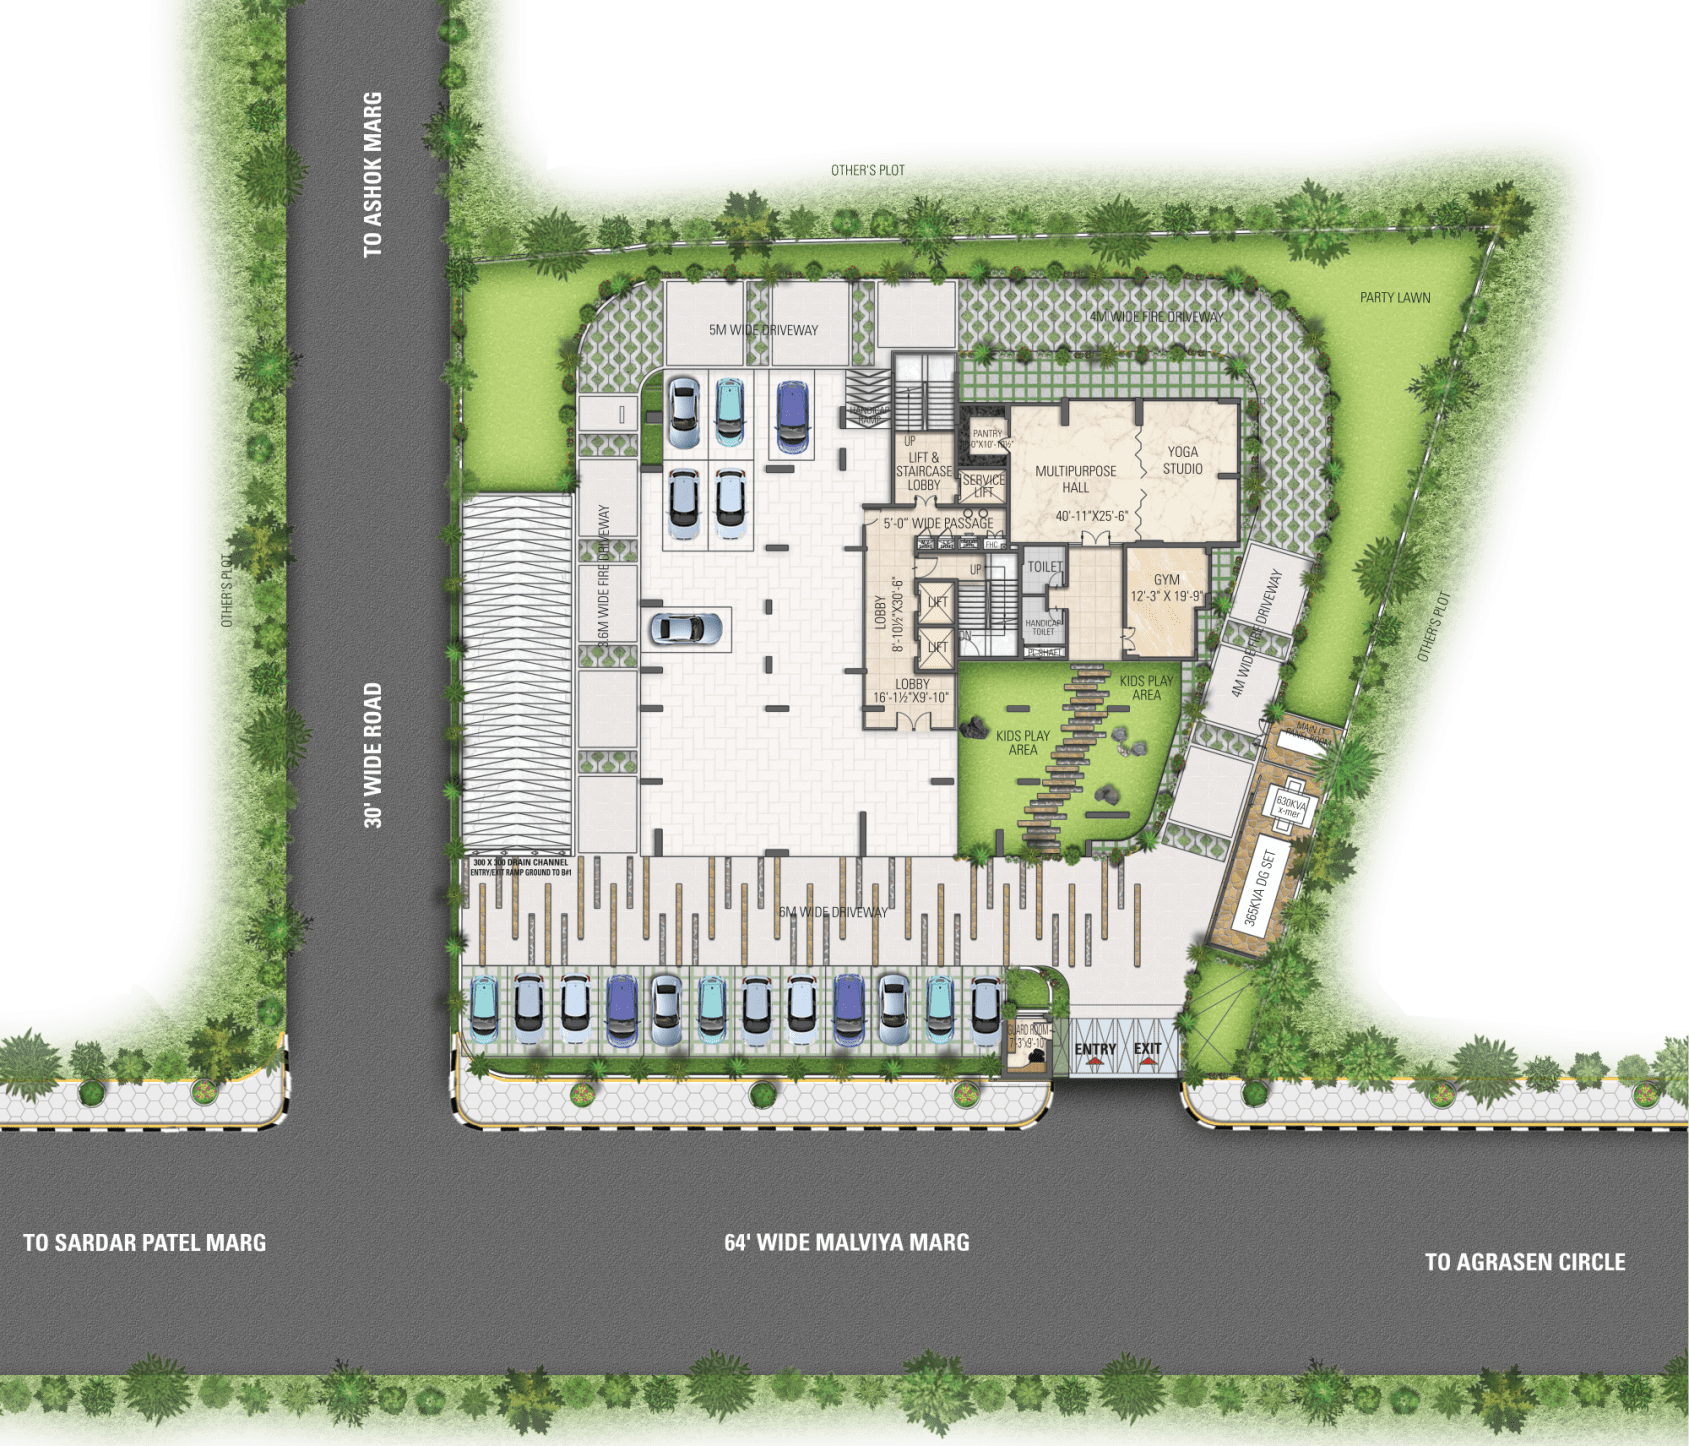 TO ASHOK MARG
OTHER'S PLOT
PARTY LAWN
5M WIDE DRIVEWAY
4M WIDE FIRE DRIVEWAY
HANDICAP
RAMP
UP
LIFT &
STAIRCASE
LOBBY
PANTRY
SERVICE
LIFT
MULTIPURPOSE
HALL
40'-11"X25'-6"
YOGA
STUDIO
5'-0" WIDE PASSAGE
FHC
3.6M WIDE FIRE DRIVEWAY
OTHER'S PLOT
LOBBY
8'-10½"X30'-6"
UP
LIFT
LIFT
DN
TOILET
HANDICAP
TOILET
PL.SHAFT
GYM
12'-3" X 19'-9"
4M WIDE FIRE DRIVEWAY
OTHER'S PLOT
LOBBY
16'-1½"X9'-10"
KIDS PLAY
AREA
KIDS PLAY
AREA
30' WIDE ROAD
MAIN LT
PANEL ROOM
630KVA
x-mer
365KVA DG SET
300 X 300 DRAIN CHANNEL
ENTRY/EXIT RAMP GROUND TO B#1
6M WIDE DRIVEWAY
GUARD ROOM
7'-3"x9'-10"
ENTRY
EXIT
TO SARDAR PATEL MARG
64' WIDE MALVIYA MARG
TO AGRASEN CIRCLE